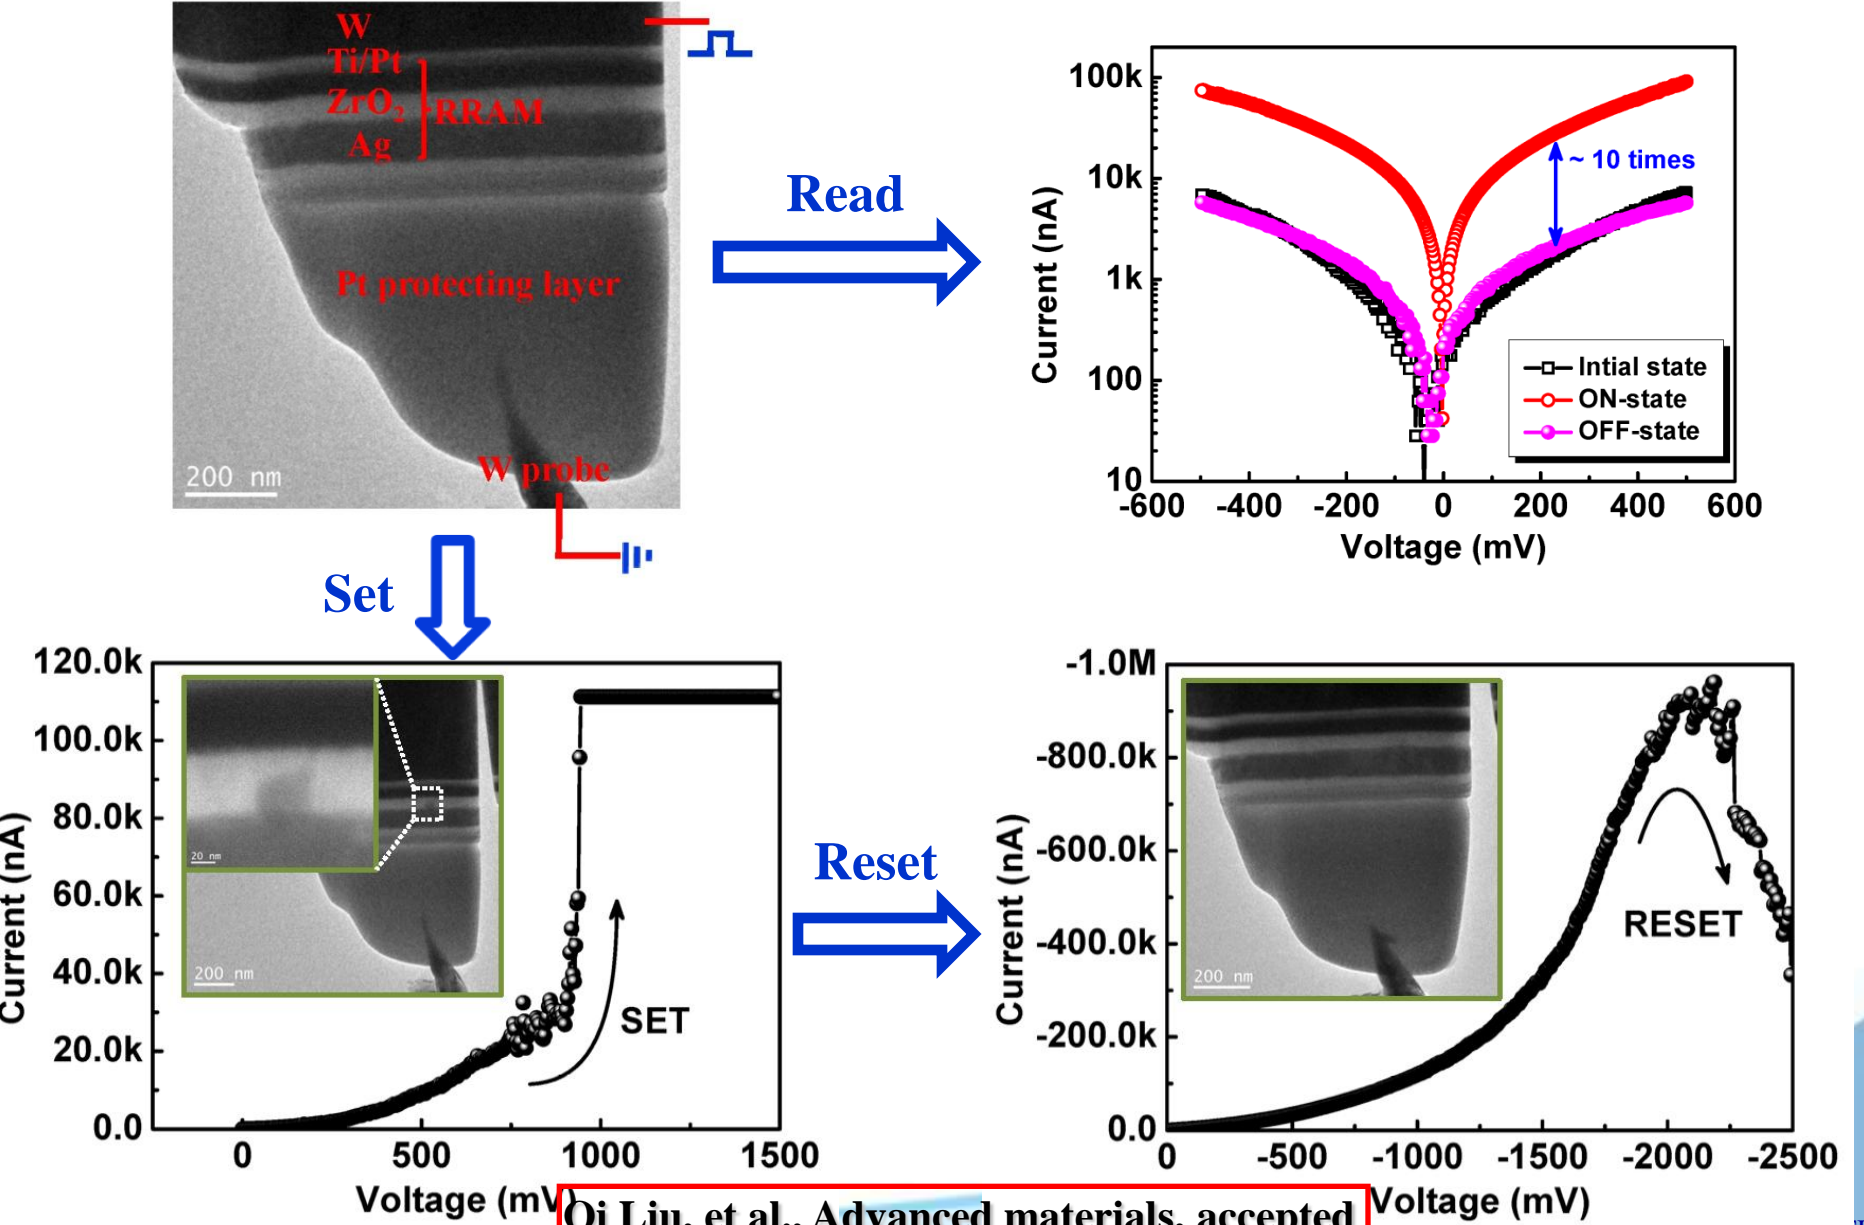 W
Ti/Pt
ZrO₂
RRAM
Ag
Pt protecting layer
W probe
200 nm
Read
100k
10k
1k
100
10
Current (nA)
~ 10 times
Intial state
ON-state
OFF-state
-600 -400 -200 0 200 400 600
Voltage (mV)
Set
120.0k
100.0k
80.0k
60.0k
40.0k
20.0k
0.0
Current (nA)
20 nm
200 nm
SET
0 500 1000 1500
Voltage (mV)
Reset
-1.0M
-800.0k
-600.0k
-400.0k
-200.0k
0.0
Current (nA)
200 nm
RESET
0 -500 -1000 -1500 -2000 -2500
Voltage (mV)
Qi Liu, et al., Advanced materials, accepted